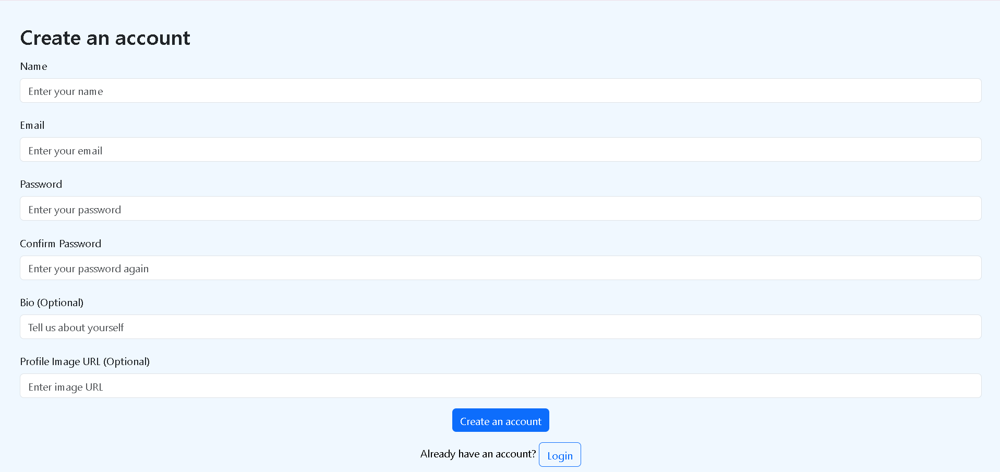 Create an account
Name
Enter your name
Email
Enter your email
Password
Enter your password
Confirm Password
Enter your password again
Bio (Optional)
Tell us about yourself
Profile Image URL (Optional)
Enter image URL
Create an account
Already have an account? Login